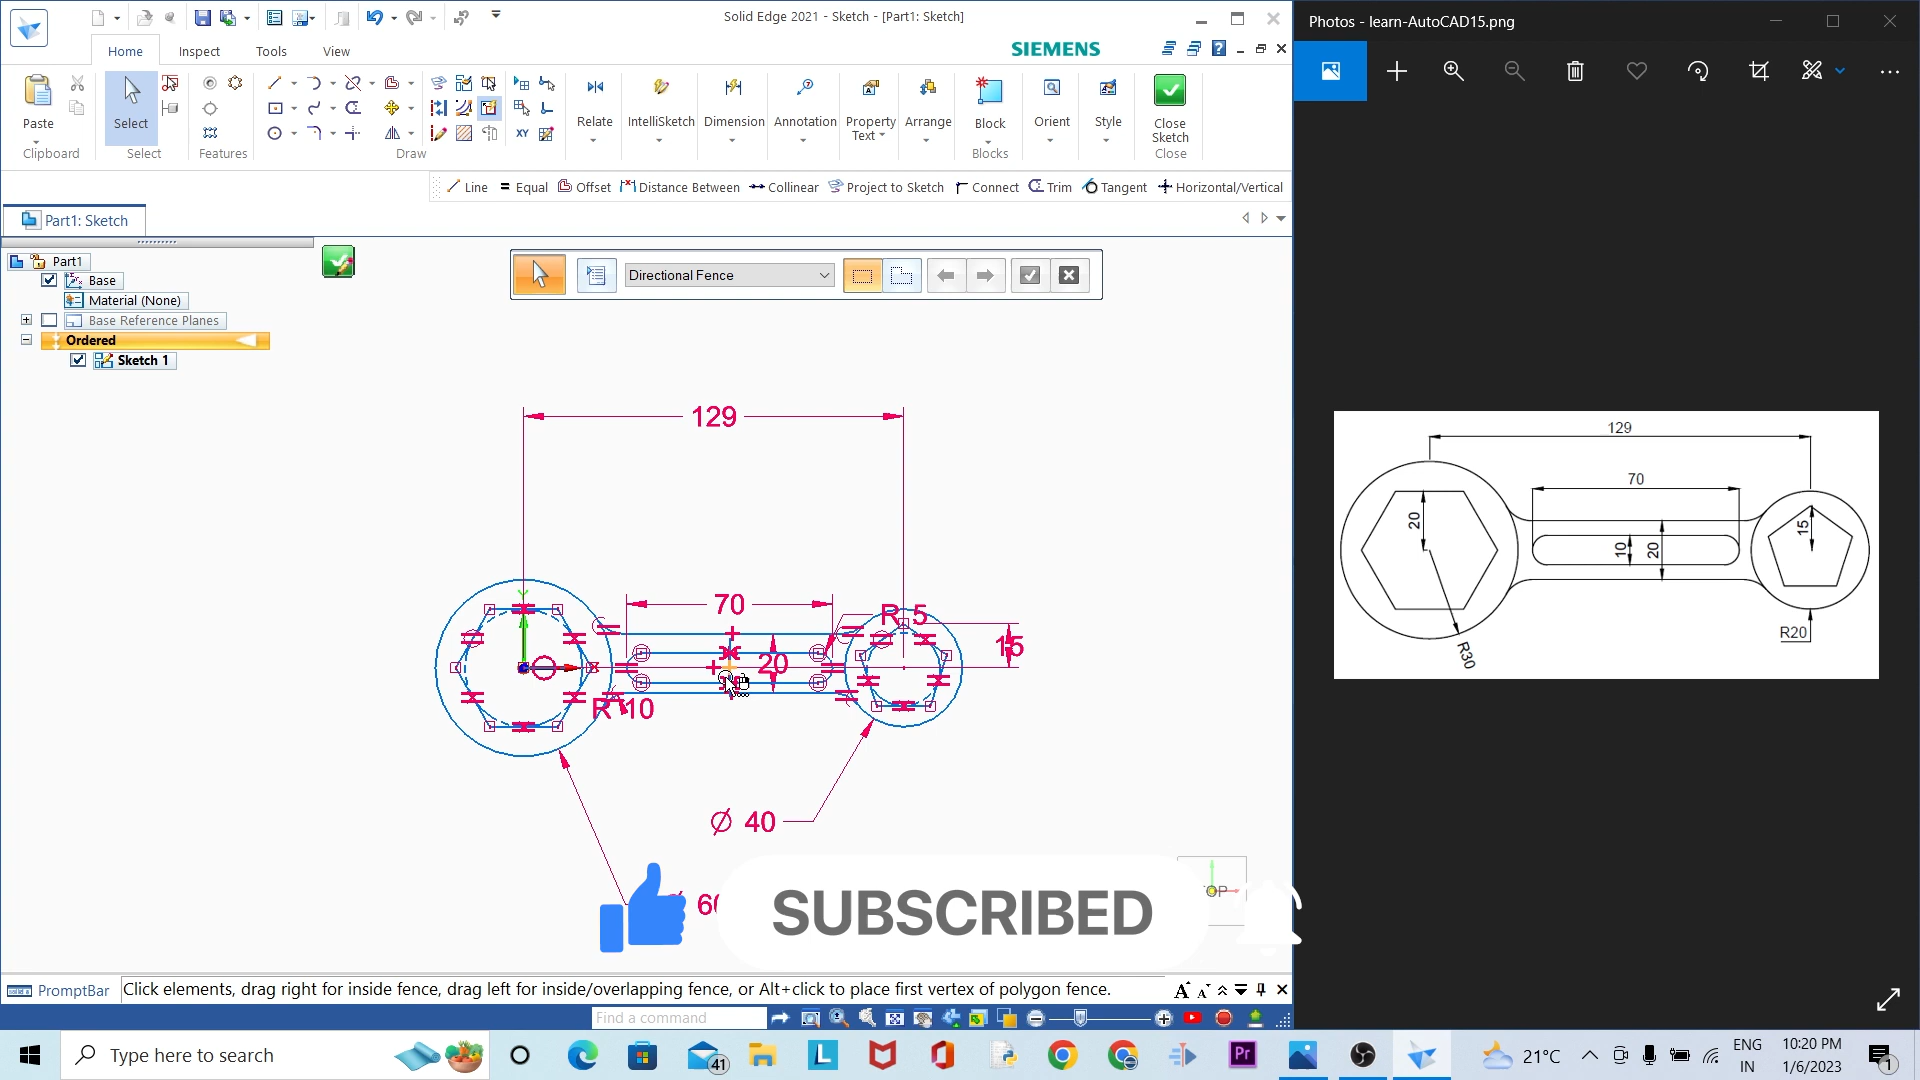 Solid Edge 2021 - Sketch - [Part1: Sketch]
Photos - learn-AutoCAD15.png
Home
Inspect
Tools
View
SIEMENS
Paste
Clipboard
Select
Select
Features
Draw
Relate
IntelliSketch
Dimension
Annotation
Property
Text
Arrange
Block
Blocks
Orient
Style
Close
Sketch
Close
XY
Line
Equal
Offset
Distance Between
Collinear
Project to Sketch
Connect
Trim
Tangent
Horizontal/Vertical
Part1: Sketch
Part1
Base
Material (None)
Base Reference Planes
Ordered
Sketch 1
Directional Fence
129
70
R 5
15
20
R 10
Ø 40
60
129
70
20
10
20
15
R30
R20
SUBSCRIBED
PromptBar
Click elements, drag right for inside fence, drag left for inside/overlapping fence, or Alt+click to place first vertex of polygon fence.
Find a command
Type here to search
41
L
Pr
21°C
ENG
IN
10:20 PM
1/6/2023
1